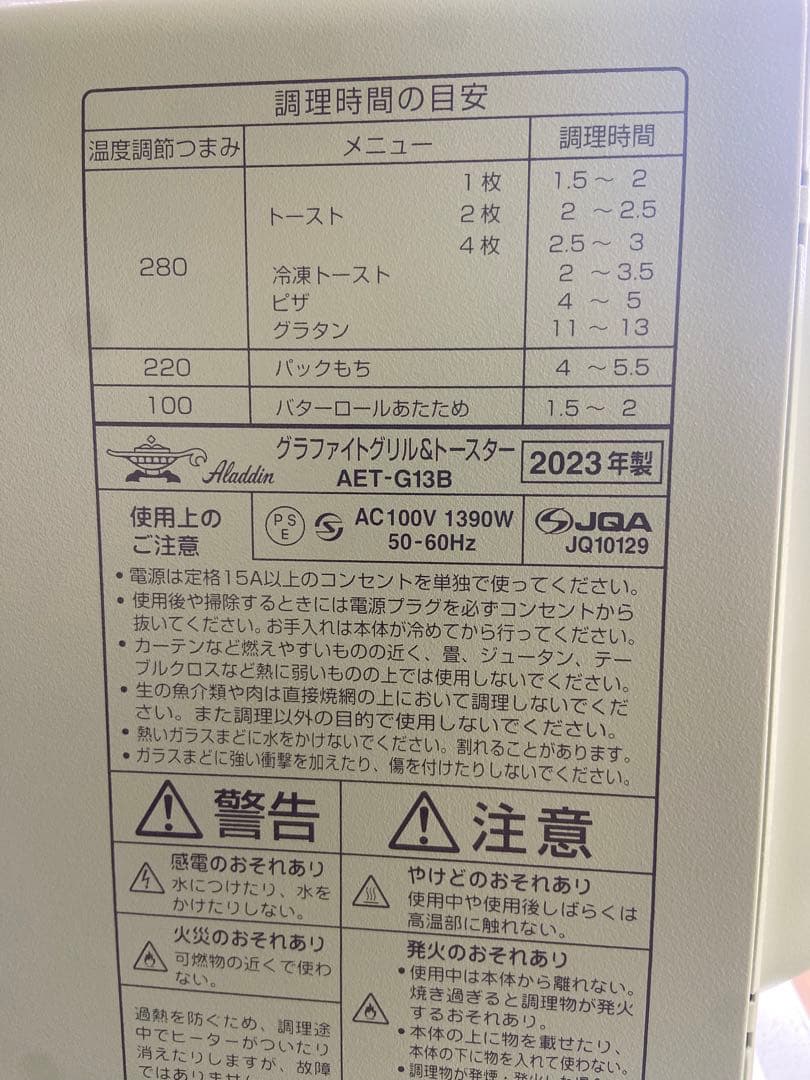 調理時間の目安
温度調節つまみ メニュー 調理時間
280 トースト 1枚 1.5～ 2
2枚 2 ～2.5
4枚 2.5～ 3
冷凍トースト 2 ～3.5
ピザ 4 ～ 5
グラタン 11～13
220 パックもち 4 ～5.5
100 バターロールあたため 1.5～ 2
Aladdin
グラファイトグリル&トースター
AET-G13B
2023年製
使用上の
ご注意
PS
E
AC100V 1390W
50-60Hz
JQA
JQ10129
•電源は定格15A以上のコンセントを単独で使ってください。
•使用後や掃除するときには電源プラグを必ずコンセントから
抜いてください。お手入れは本体が冷めてから行ってください。
•カーテンなど燃えやすいものの近く、畳、ジュータン、テー
ブルクロスなど熱に弱いものの上では使用しないでください。
•生の魚介類や肉は直接焼網の上において調理しないでくだ
さい。また調理以外の目的で使用しないでください。
•熱いガラスまどに水をかけないでください。割れることがあります。
•ガラスまどに強い衝撃を加えたり、傷を付けたりしないでください。
警告
感電のおそれあり
水につけたり、水を
かけたりしない。
火災のおそれあり
可燃物の近くで使わ
ない。
過熱を防ぐため、調理途
中でヒーターがついたり
消えたりしますが、故障
ではありません
注意
やけどのおそれあり
使用中や使用後しばらくは
高温部に触れない。
発火のおそれあり
•使用中は本体から離れない。
焼き過ぎると調理物が発火
するおそれあり。
•本体の上に物を載せたり、
本体の下に物を入れて使わない。
•調理物が発煙・発火した場合